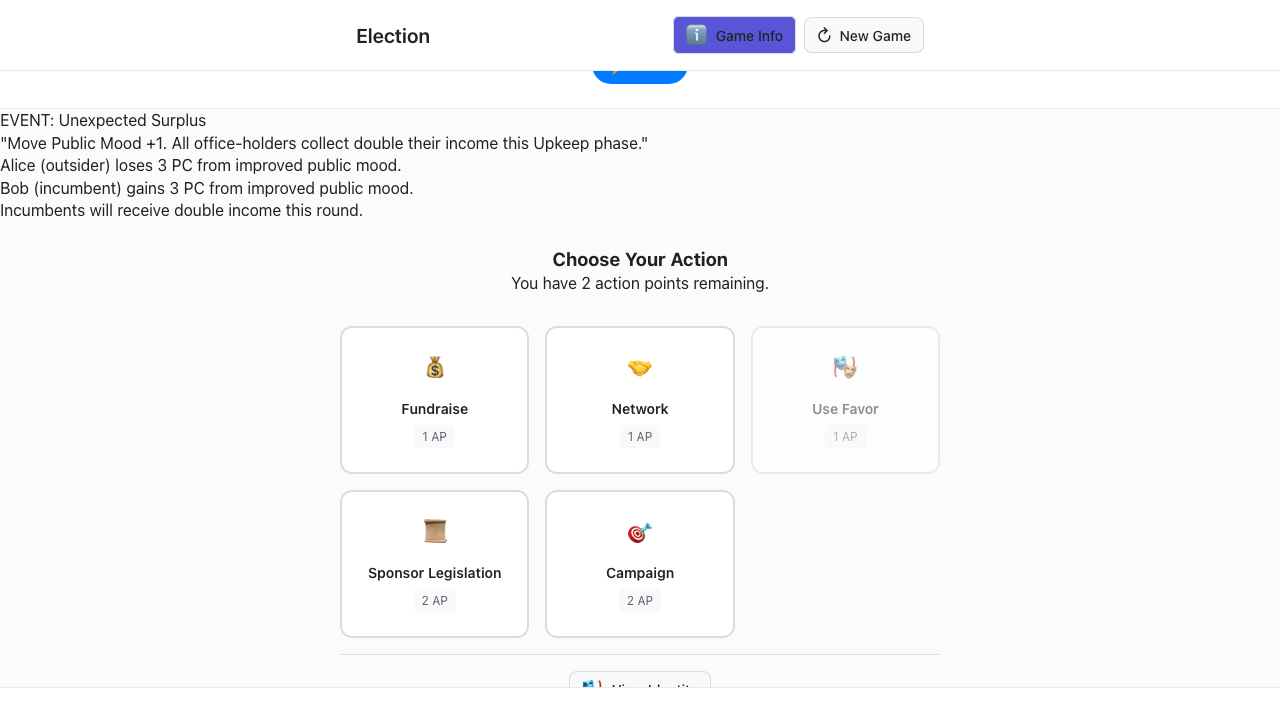 Election
Game Info
New Game
EVENT: Unexpected Surplus
"Move Public Mood +1. All office-holders collect double their income this Upkeep phase."
Alice (outsider) loses 3 PC from improved public mood.
Bob (incumbent) gains 3 PC from improved public mood.
Incumbents will receive double income this round.
Choose Your Action
You have 2 action points remaining.
Fundraise
1 AP
Network
1 AP
Use Favor
1 AP
Sponsor Legislation
2 AP
Campaign
2 AP
View Identity